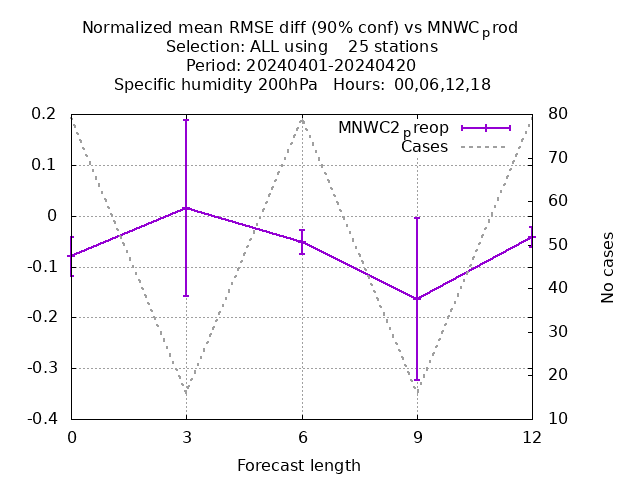 Normalized mean RMSE diff (90% conf) vs MNWC_prod
Selection: ALL using    25 stations
Period: 20240401-20240420
Specific humidity 200hPa   Hours: 00,06,12,18
MNWC2_preop
Cases
0.2
0.1
0
-0.1
-0.2
-0.3
-0.4
80
70
60
50
40
30
20
10
No cases
0 3 6 9 12
Forecast length